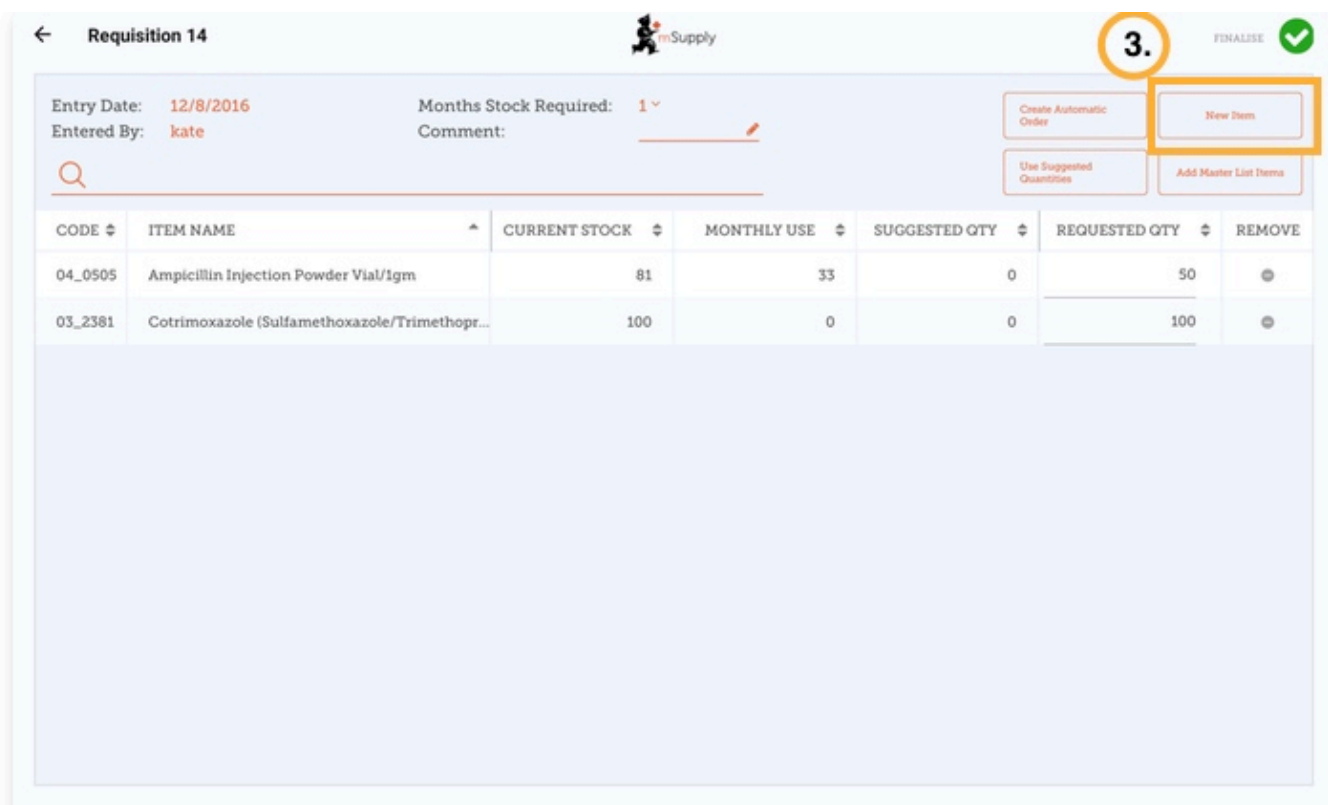 Requisition 14
mSupply
3.
FINALISE
Entry Date: 12/8/2016
Months Stock Required: 1
Create Automatic
Order
New Item
Entered By: kate
Comment:
Use Suggested
Quantities
Add Master List Items
CODE ITEM NAME CURRENT STOCK MONTHLY USE SUGGESTED QTY REQUESTED QTY REMOVE
04_0505 Ampicillin Injection Powder Vial/1gm 81 33 0 50
03_2381 Cotrimoxazole (Sulfamethoxazole/Trimethopr... 100 0 0 100